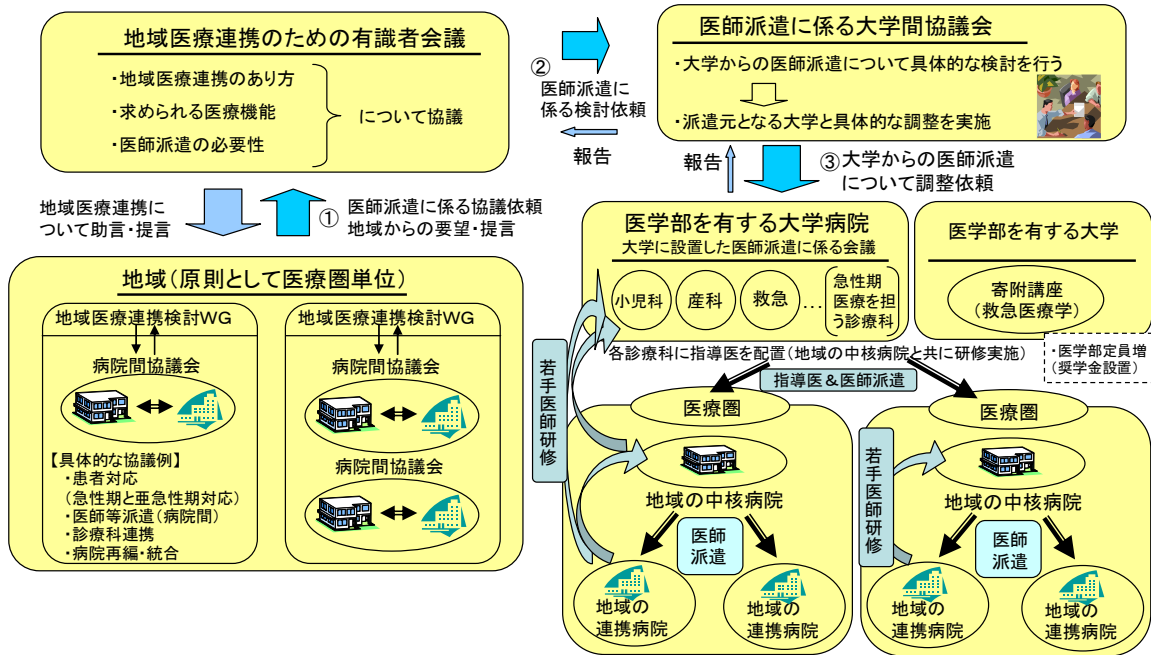 地域医療連携のための有識者会議
・地域医療連携のあり方
・求められる医療機能
・医師派遣の必要性
について協議
②
医師派遣に
係る検討依頼
報告
医師派遣に係る大学間協議会
・大学からの医師派遣について具体的な検討を行う
・派遣元となる大学と具体的な調整を実施
報告
③大学からの医師派遣
について調整依頼
地域医療連携に
ついて助言・提言
①
医師派遣に係る協議依頼
地域からの要望・提言
地域(原則として医療圏単位)
地域医療連携検討WG
病院間協議会
【具体的な協議例】
・患者対応
(急性期と亜急性期対応)
・医師等派遣(病院間)
・診療科連携
・病院再編・統合
地域医療連携検討WG
病院間協議会
病院間協議会
医学部を有する大学病院
大学に設置した医師派遣に係る会議
小児科
産科
救急
…
急性期
医療を担
う診療科
医学部を有する大学
寄附講座
(救急医療学)
・医学部定員増
(奨学金設置)
各診療科に指導医を配置(地域の中核病院と共に研修実施)
指導医&医師派遣
若手医師研修
医療圏
地域の中核病院
医師
派遣
地域の
連携病院
地域の
連携病院
医療圏
若手医師研修
地域の中核病院
医師
派遣
地域の
連携病院
地域の
連携病院